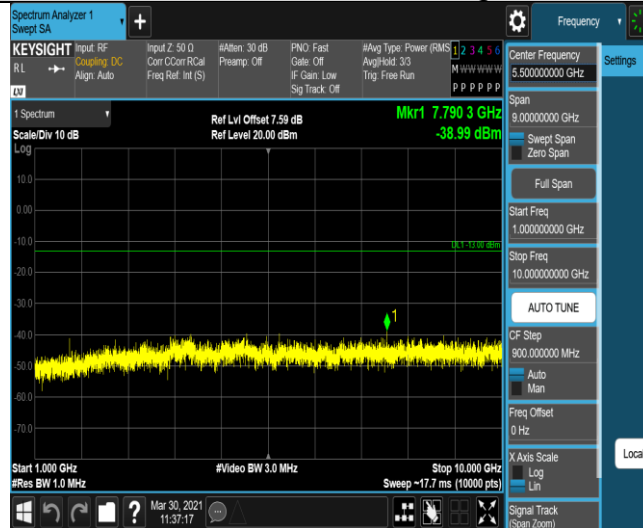 Spectrum Analyzer 1
Swept SA
Frequency
KEYSIGHT
RL
LXI
Input: RF
Coupling: DC
Align: Auto
Input Z: 50 Ω
Corr CCorr RCal
Freq Ref: Int (S)
#Atten: 30 dB
Preamp: Off
PNO: Fast
Gate: Off
IF Gain: Low
Sig Track: Off
#Avg Type: Power (RMS
Avg|Hold: 3/3
Trig: Free Run
1 2 3 4 5 6
M W W W W W
P P P P P P
1 Spectrum
Scale/Div 10 dB
Log
Ref Lvl Offset 7.59 dB
Ref Level 20.00 dBm
Mkr1 7.790 3 GHz
-38.99 dBm
10.0
0.00
-10.0
DL1 -13.00 dBm
-20.0
-30.0
1
-40.0
-50.0
-60.0
-70.0
Start 1.000 GHz
#Video BW 3.0 MHz
Stop 10.000 GHz
#Res BW 1.0 MHz
Sweep ~17.7 ms (10000 pts)
Mar 30, 2021
11:37:17
Center Frequency
5.500000000 GHz
Settings
Span
9.00000000 GHz
Swept Span
Zero Span
Full Span
Start Freq
1.000000000 GHz
Stop Freq
10.000000000 GHz
AUTO TUNE
CF Step
900.000000 MHz
Auto
Man
Freq Offset
0 Hz
X Axis Scale
Log
Lin
Loca
Signal Track
(Span Zoom)